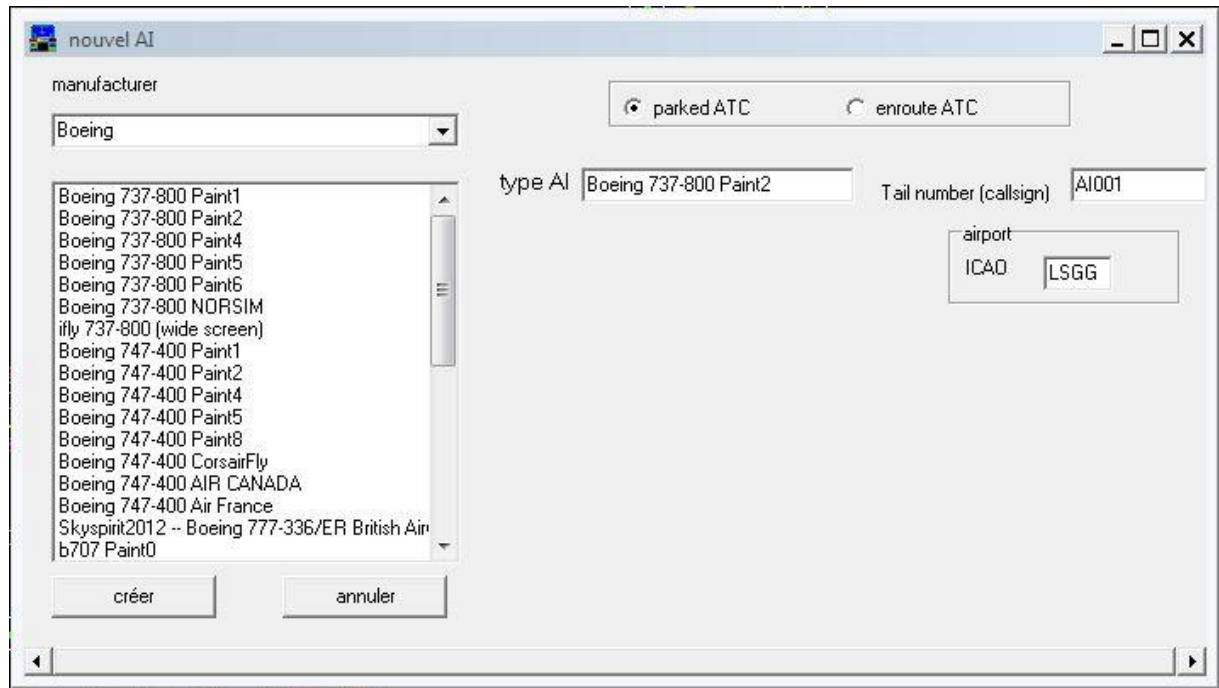 nouvel AI
manufacturer
Boeing
parked ATC
enroute ATC
type AI
Boeing 737-800 Paint2
Tail number (callsign)
AI001
airport
ICAO
LSGG
Boeing 737-800 Paint1
Boeing 737-800 Paint2
Boeing 737-800 Paint4
Boeing 737-800 Paint5
Boeing 737-800 Paint6
Boeing 737-800 NORSIM
ifly 737-800 (wide screen)
Boeing 747-400 Paint1
Boeing 747-400 Paint2
Boeing 747-400 Paint4
Boeing 747-400 Paint5
Boeing 747-400 Paint8
Boeing 747-400 CorsairFly
Boeing 747-400 AIR CANADA
Boeing 747-400 Air France
Skyspirit2012 -- Boeing 777-336/ER British Air
b707 Paint0
créer
annuler